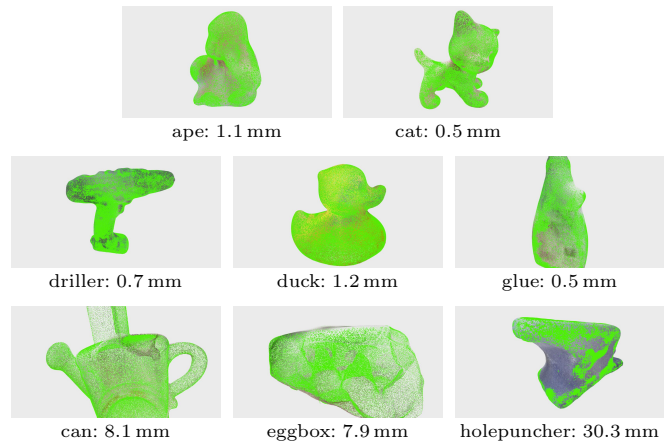 ape: 1.1 mm
cat: 0.5 mm
driller: 0.7 mm
duck: 1.2 mm
glue: 0.5 mm
can: 8.1 mm
eggbox: 7.9 mm
holepuncher: 30.3 mm